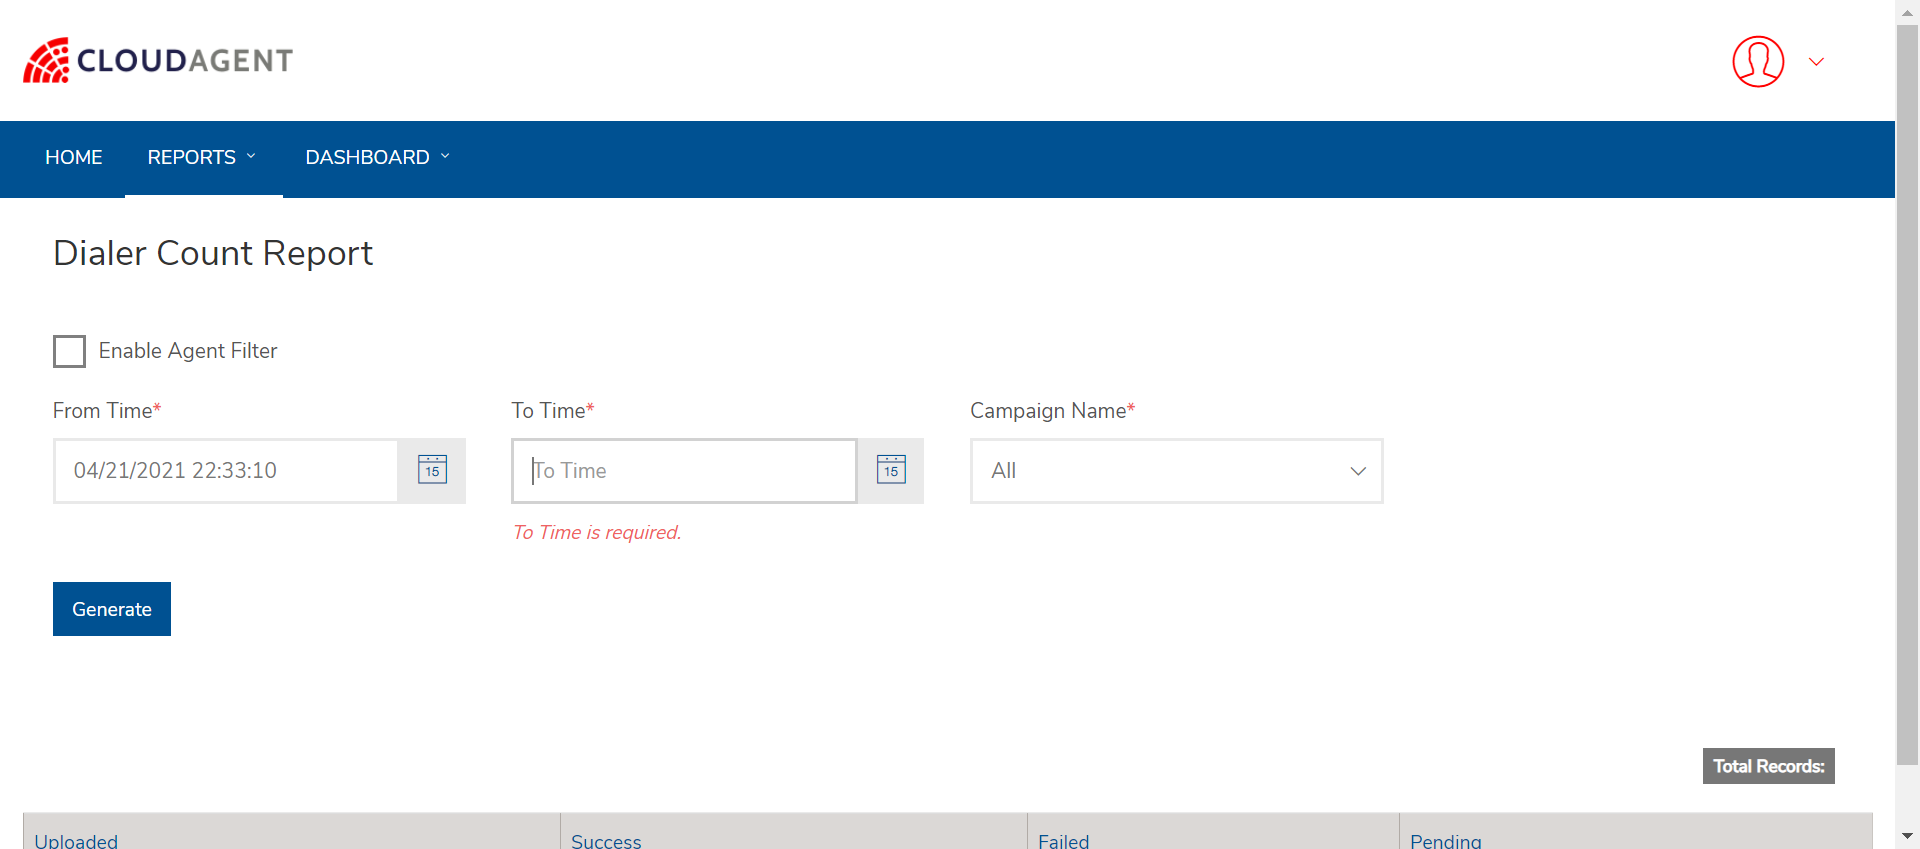 CLOUDAGENT
HOME REPORTS DASHBOARD
Dialer Count Report
Enable Agent Filter
From Time* To Time* Campaign Name*
04/21/2021 22:33:10 15 To Time 15 All
To Time is required.
Generate
Total Records:
Uploaded Success Failed Pending